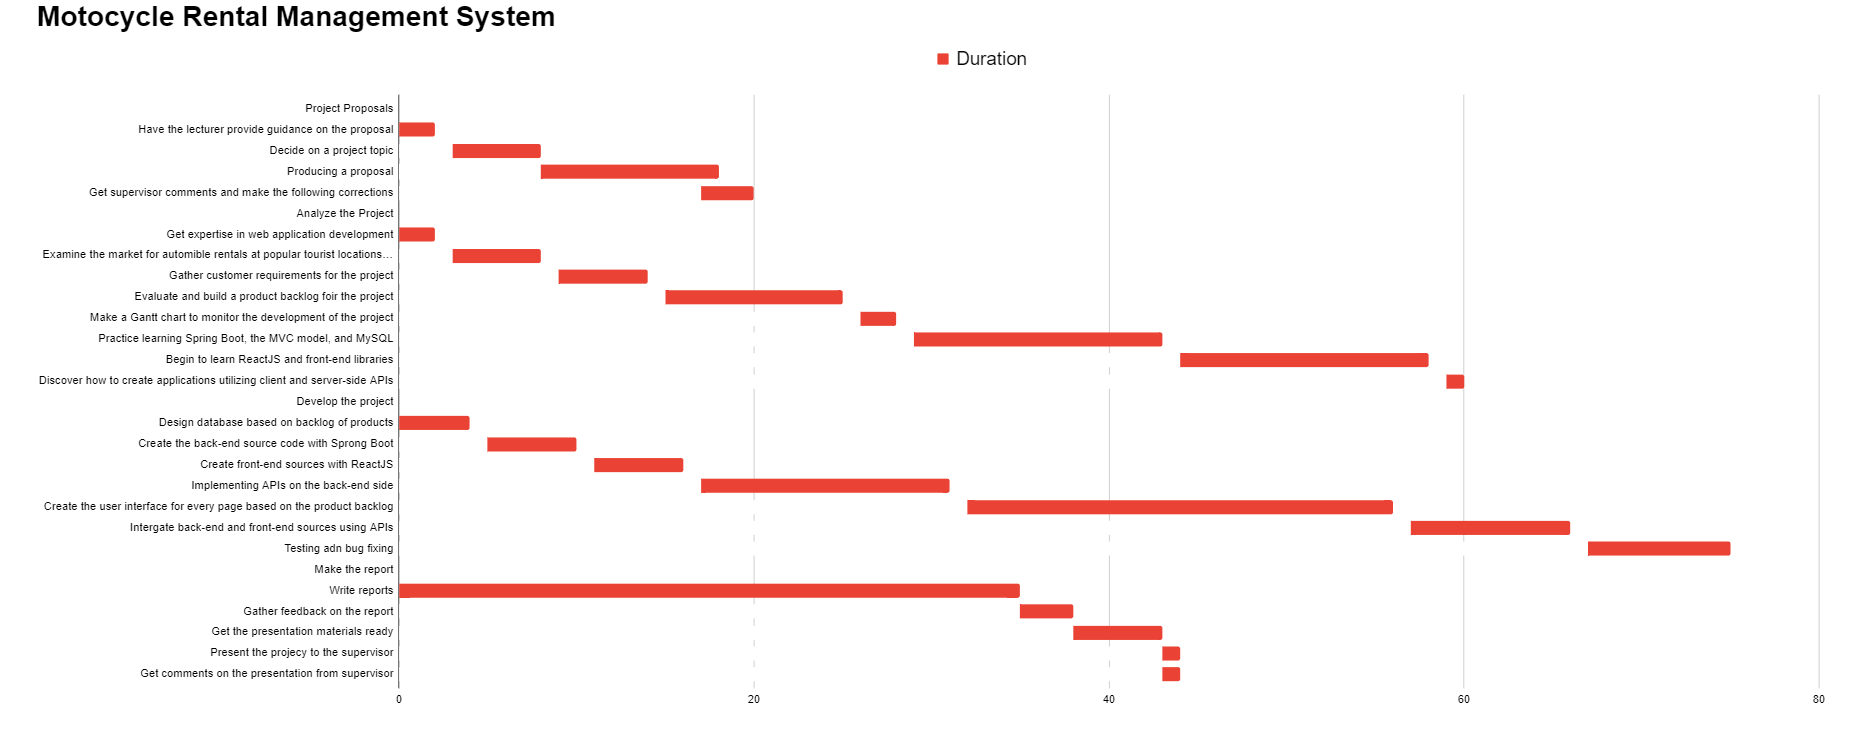 Motocycle Rental Management System
Duration
Project Proposals
Have the lecturer provide guidance on the proposal
Decide on a project topic
Producing a proposal
Get supervisor comments and make the following corrections
Analyze the Project
Get expertise in web application development
Examine the market for automible rentals at popular tourist locations...
Gather customer requirements for the project
Evaluate and build a product backlog foir the project
Make a Gantt chart to monitor the development of the project
Practice learning Spring Boot, the MVC model, and MySQL
Begin to learn ReactJS and front-end libraries
Discover how to create applications utilizing client and server-side APIs
Develop the project
Design database based on backlog of products
Create the back-end source code with Sprong Boot
Create front-end sources with ReactJS
Implementing APIs on the back-end side
Create the user interface for every page based on the product backlog
Intergate back-end and front-end sources using APIs
Testing adn bug fixing
Make the report
Write reports
Gather feedback on the report
Get the presentation materials ready
Present the projecy to the supervisor
Get comments on the presentation from supervisor
0 20 40 60 80